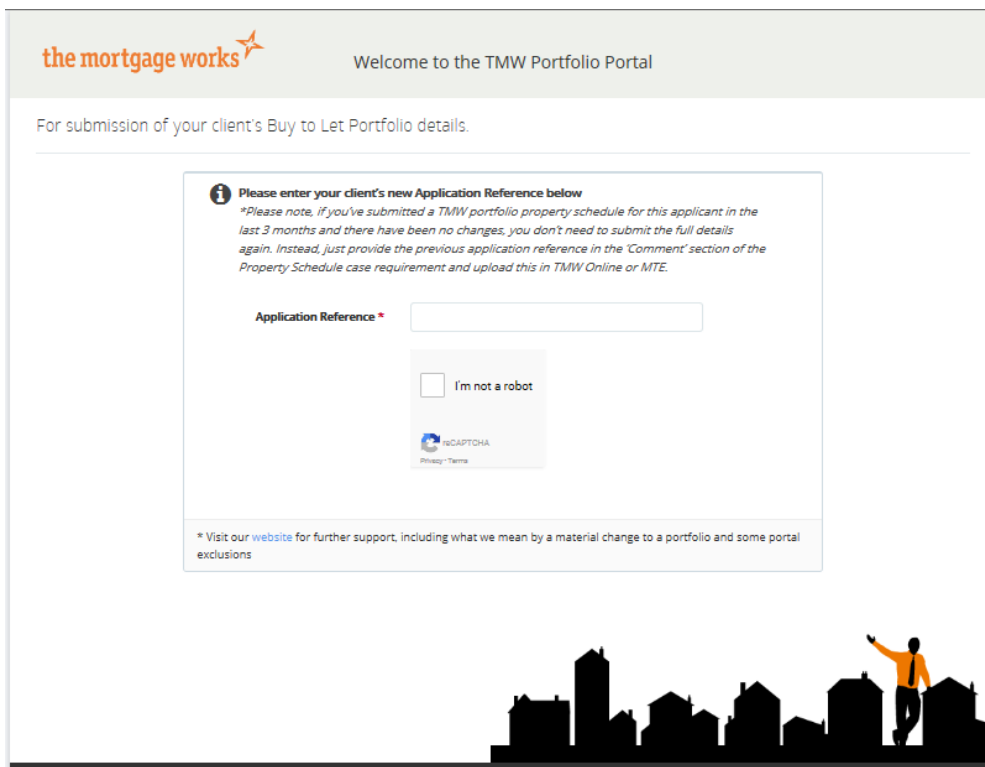 the mortgage works
Welcome to the TMW Portfolio Portal
For submission of your client's Buy to Let Portfolio details.
Please enter your client's new Application Reference below
*Please note, if you've submitted a TMW portfolio property schedule for this applicant in the
last 3 months and there have been no changes, you don't need to submit the full details
again. Instead, just provide the previous application reference in the 'Comment' section of the
Property Schedule case requirement and upload this in TMW Online or MTE.
Application Reference *
I'm not a robot
reCAPTCHA
Privacy - Terms
* Visit our website for further support, including what we mean by a material change to a portfolio and some portal
exclusions